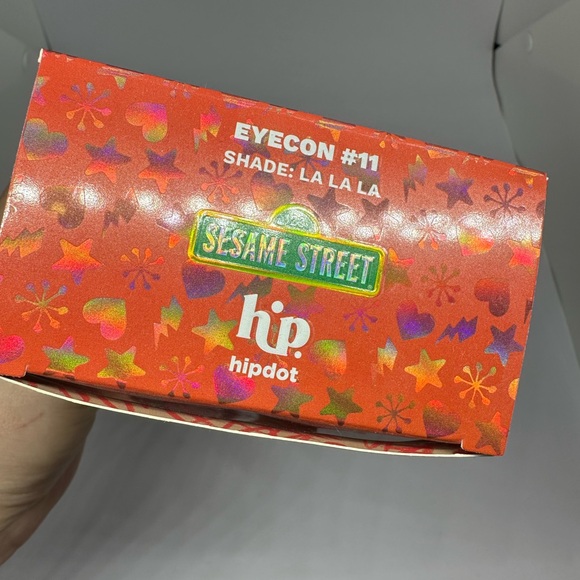 EYECON #11
SHADE: LA LA LA
SESAME STREET
hip.
hipdot